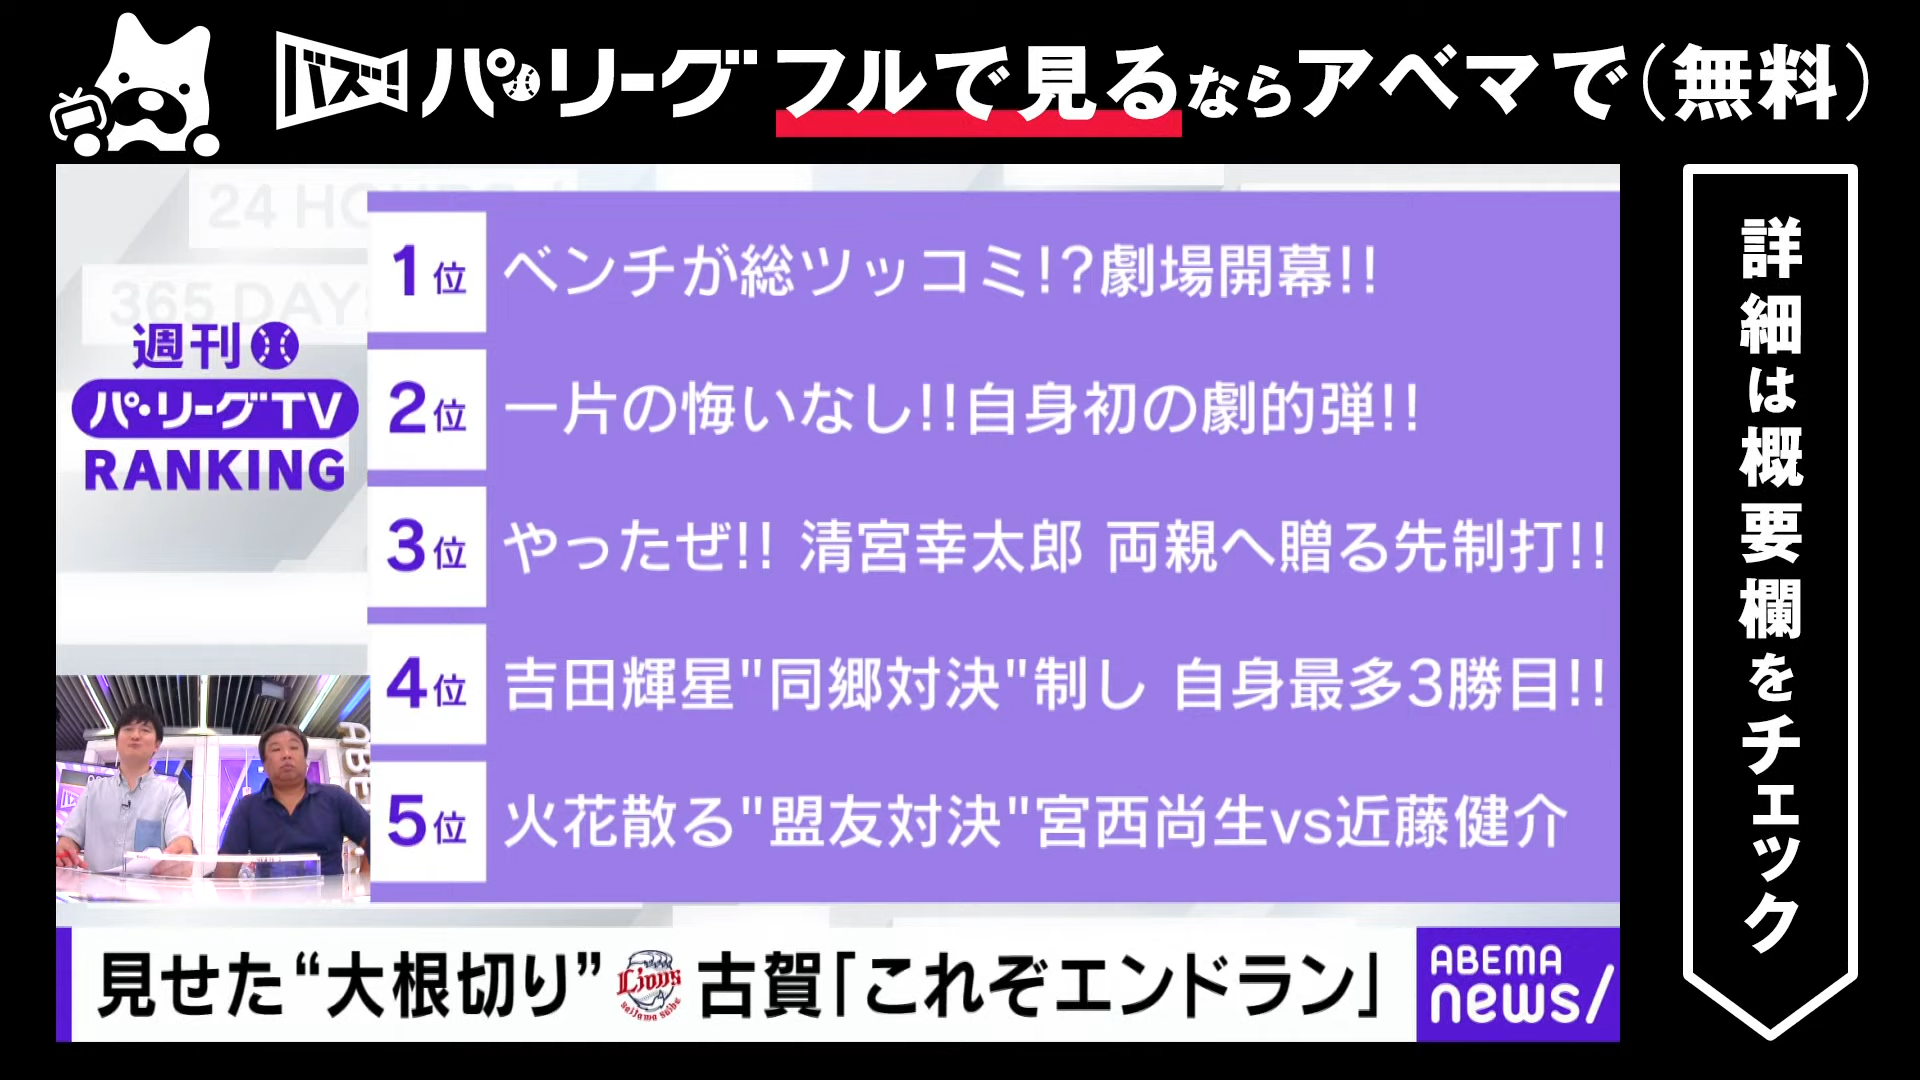 バズ!パ・リーグ フルで見るならアベマで(無料)
詳細は概要欄をチェック
24 HO
365 DAYS
週刊
パ・リーグTV
RANKING
1位 ベンチが総ツッコミ!?劇場開幕!!
2位 一片の悔いなし!!自身初の劇的弾!!
3位 やったぜ!! 清宮幸太郎 両親へ贈る先制打!!
4位 吉田輝星"同郷対決"制し 自身最多3勝目!!
5位 火花散る"盟友対決"宮西尚生vs近藤健介
見せた“大根切り” Lions 古賀「これぞエンドラン」
ABEMA
news/